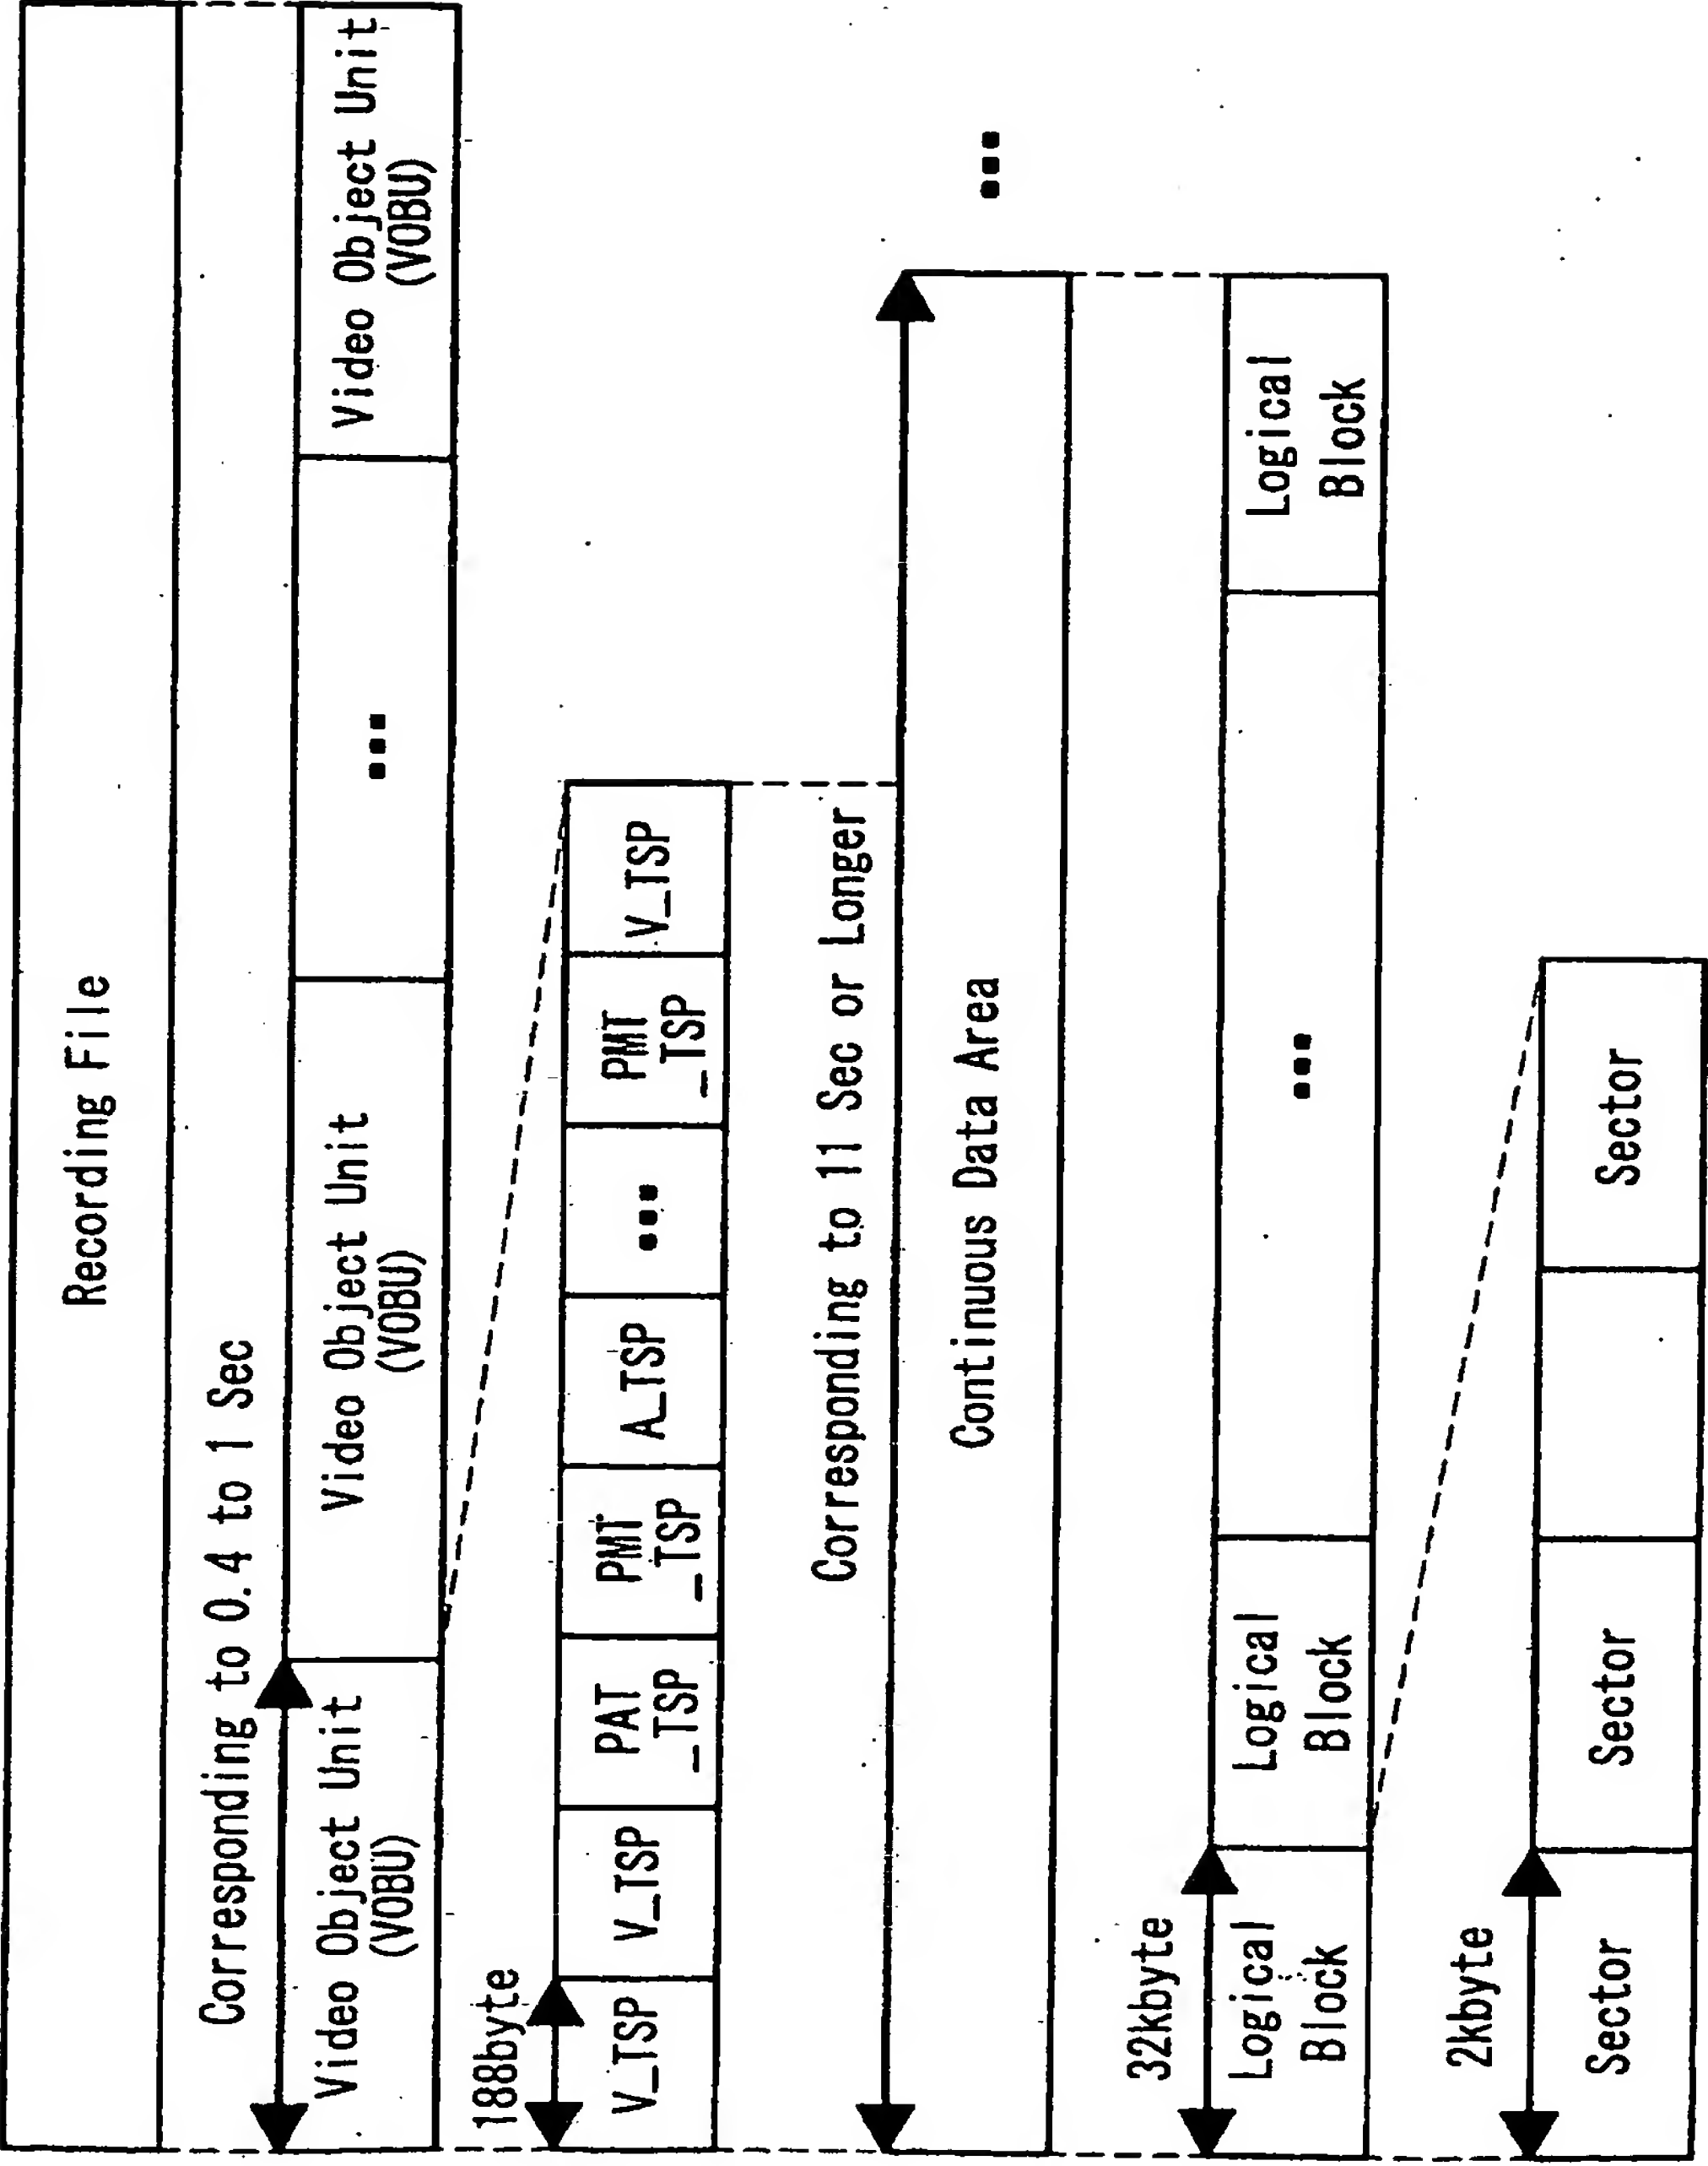 Recording File
Corresponding to 0.4 to 1 Sec
Video Object Unit
(VOBU)
Video Object Unit
(VOBU)
...
Video Object Unit
(VOBU)
188byte
V_TSP
V_TSP
PAT
_TSP
PMT
_TSP
A_TSP
...
PMT
_TSP
V_TSP
Corresponding to 11 Sec or Longer
...
Continuous Data Area
32kbyte
Logical
Block
Logical
Block
...
Logical
Block
2kbyte
Sector
Sector
Sector